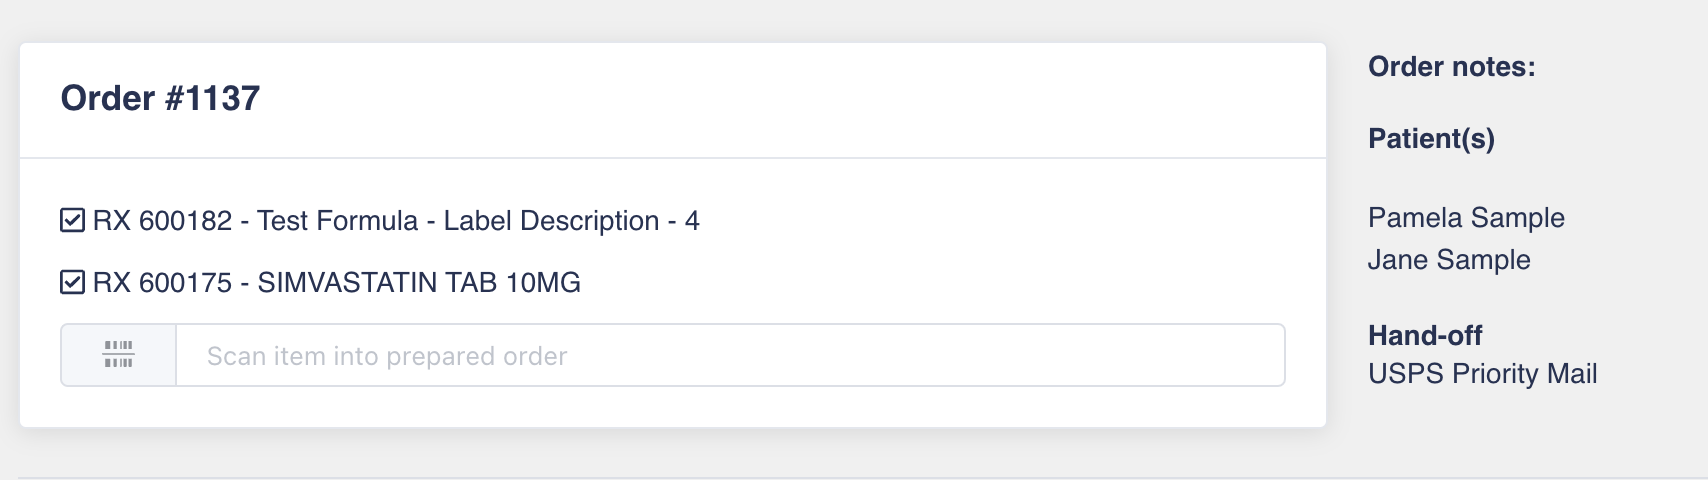 Order #1137
RX 600182 - Test Formula - Label Description - 4
RX 600175 - SIMVASTATIN TAB 10MG
Scan item into prepared order
Order notes:
Patient(s)
Pamela Sample
Jane Sample
Hand-off
USPS Priority Mail